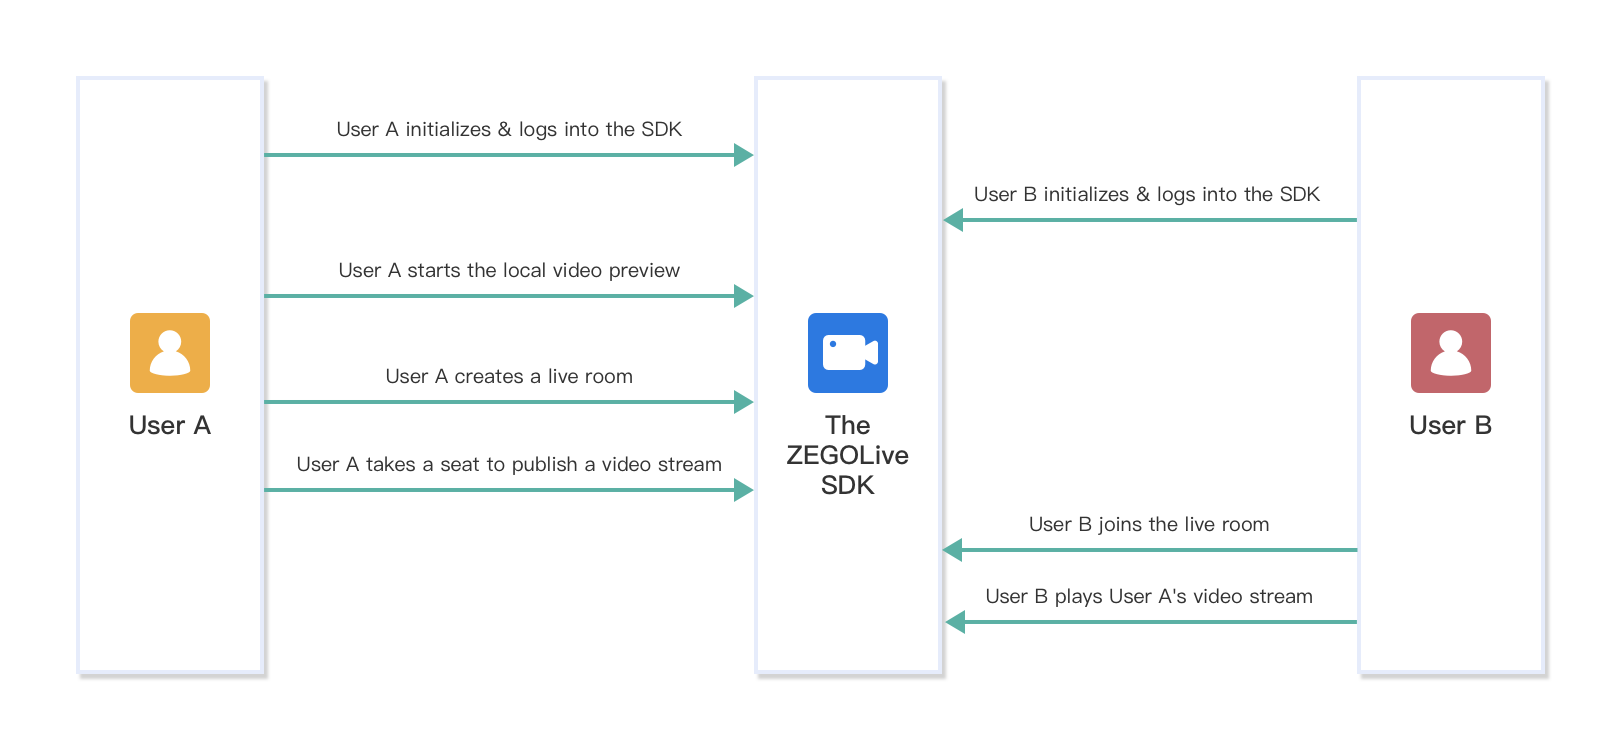 User A initializes & logs into the SDK
User B initializes & logs into the SDK
User A starts the local video preview
User A creates a live room
User A
The
ZEGOLive
SDK
User B
User A takes a seat to publish a video stream
User B joins the live room
User B plays User A's video stream